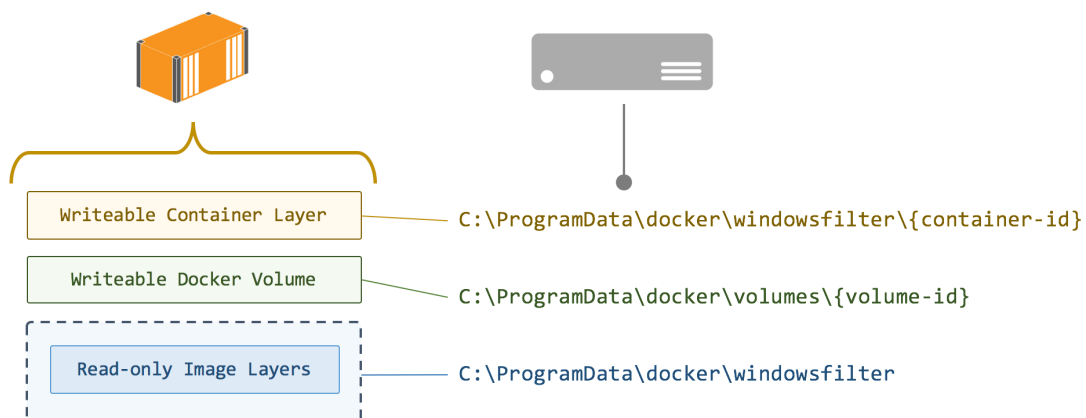 Writeable Container Layer
C:\ProgramData\docker\windowsfilter\{container-id}
Writeable Docker Volume
C:\ProgramData\docker\volumes\{volume-id}
Read-only Image Layers
C:\ProgramData\docker\windowsfilter